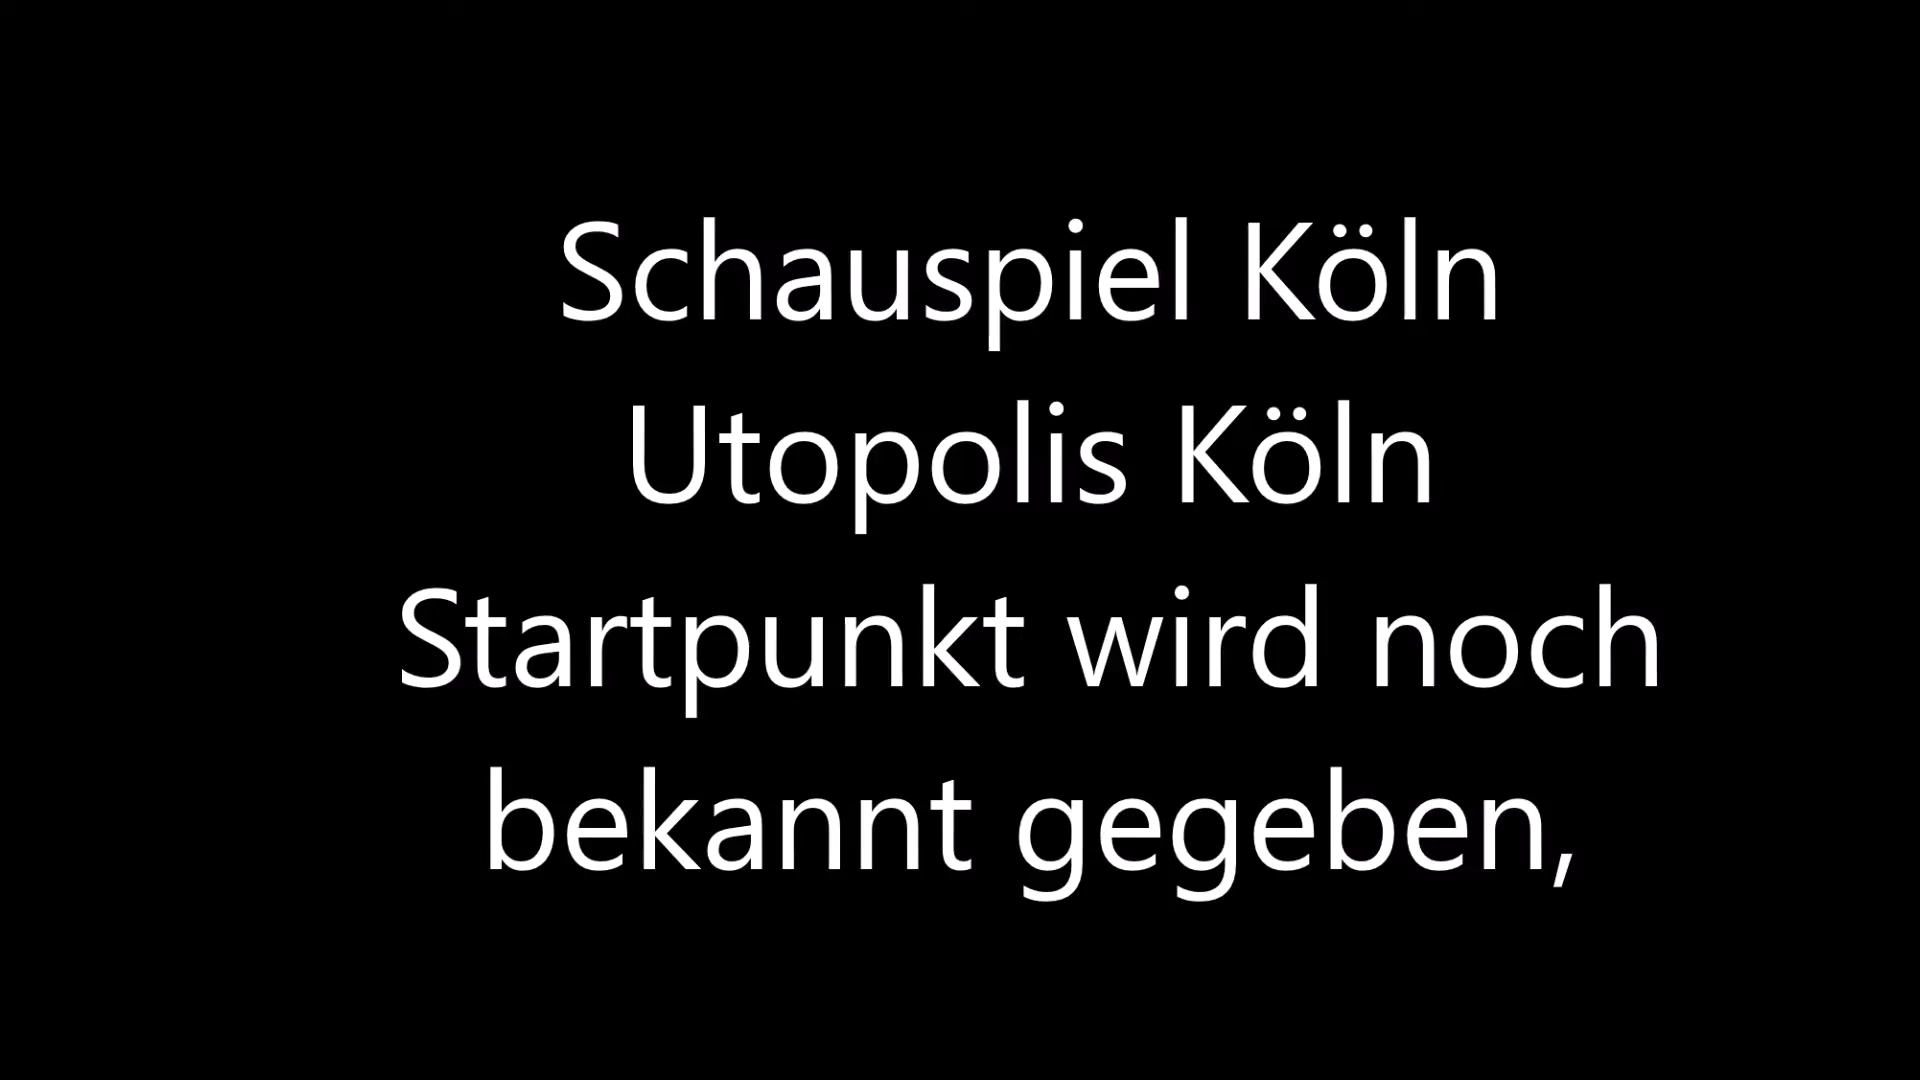 Schauspiel Köln
Utopolis Köln
Startpunkt wird noch
bekannt gegeben,